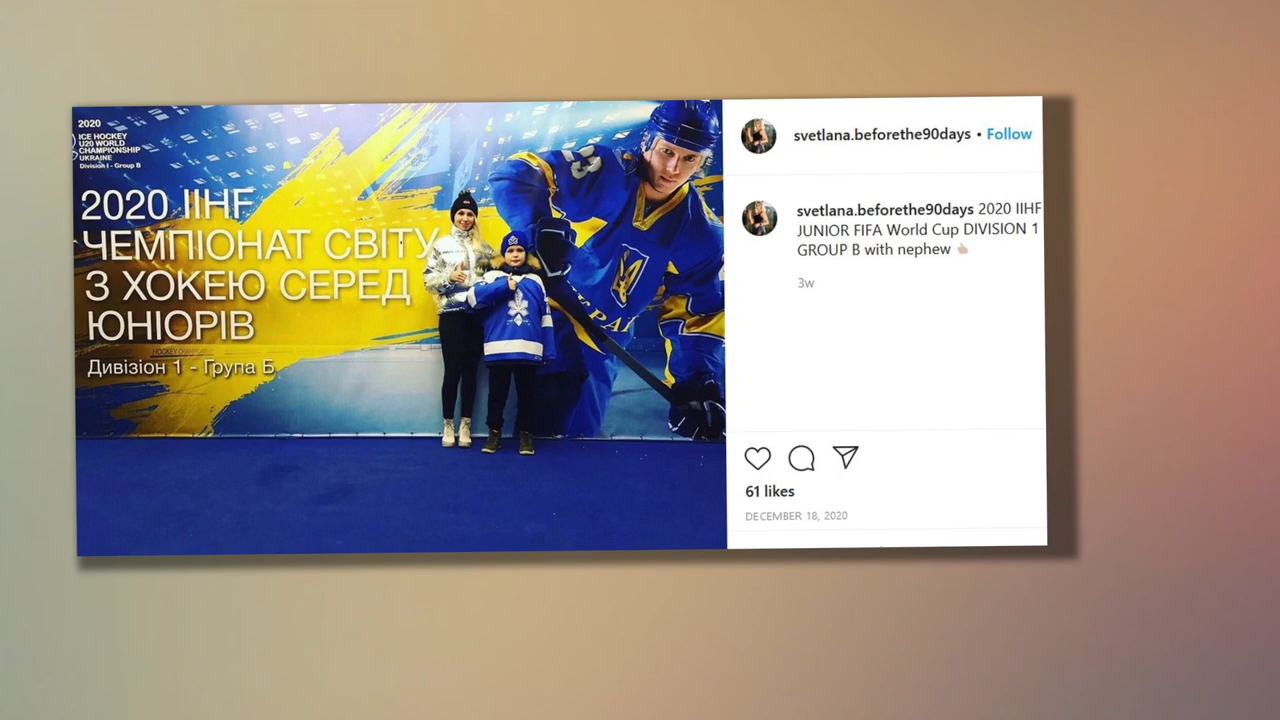 2020
ICE HOCKEY
U20 WORLD
CHAMPIONSHIP
UKRAINE
Division I - Group B
2020 IIHF
ЧЕМПІОНАТ СВІТУ
З ХОКЕЮ СЕРЕД
ЮНІОРІВ
Дивізіон 1 - Група Б
23
УКРАЇ
svetlana.beforethe90days • Follow
svetlana.beforethe90days 2020 IIHF
JUNIOR FIFA World Cup DIVISION 1
GROUP B with nephew 👆🏻
3w
61 likes
DECEMBER 18, 2020